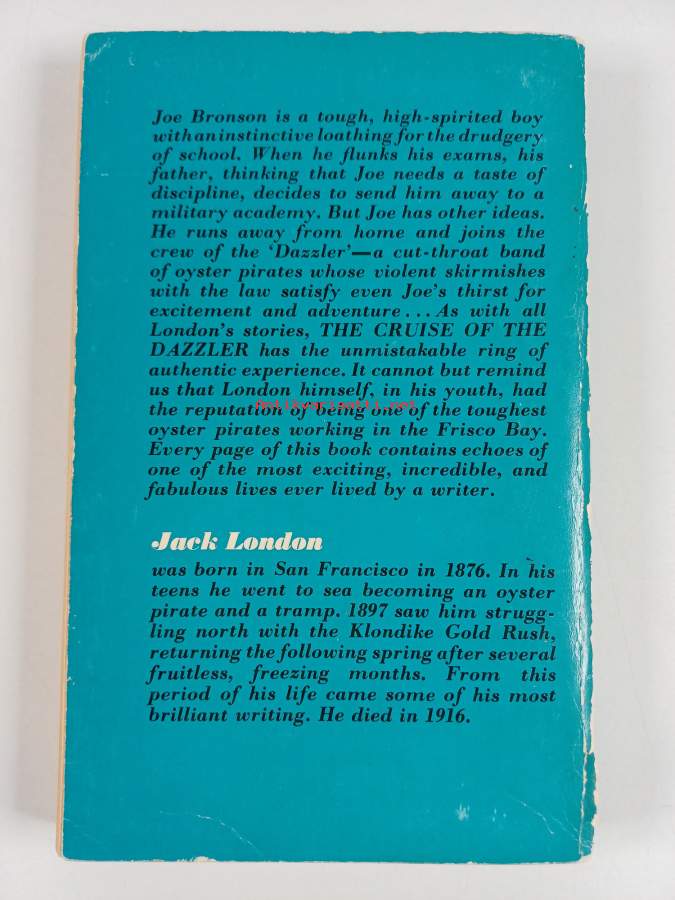 Joe Bronson is a tough, high-spirited boy
with an instinctive loathing for the drudgery
of school. When he flunks his exams, his
father, thinking that Joe needs a taste of
discipline, decides to send him away to a
military academy. But Joe has other ideas.
He runs away from home and joins the
crew of the 'Dazzler'—a cut-throat band
of oyster pirates whose violent skirmishes
with the law satisfy even Joe's thirst for
excitement and adventure... As with all
London's stories, THE CRUISE OF THE
DAZZLER has the unmistakable ring of
authentic experience. It cannot but remind
us that London himself, in his youth, had
the reputation of being one of the toughest
antikvariaatti.net
oyster pirates working in the Frisco Bay.
Every page of this book contains echoes of
one of the most exciting, incredible, and
fabulous lives ever lived by a writer.
Jack London
was born in San Francisco in 1876. In his
teens he went to sea becoming an oyster
pirate and a tramp. 1897 saw him strugg-
ling north with the Klondike Gold Rush,
returning the following spring after several
fruitless, freezing months. From this
period of his life came some of his most
brilliant writing. He died in 1916.